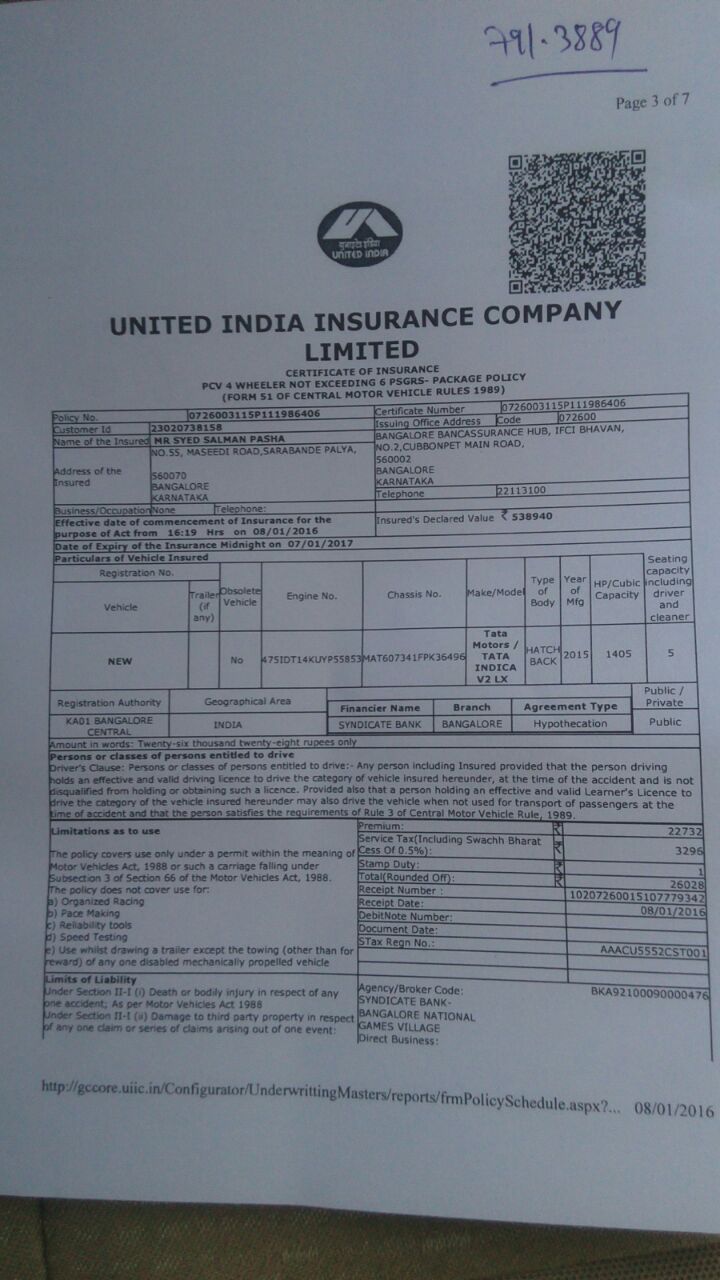 791.3889
Page 3 of 7
युनाइटेड इंडिया
UNITED INDIA
UNITED INDIA INSURANCE COMPANY
LIMITED
CERTIFICATE OF INSURANCE
PCV 4 WHEELER NOT EXCEEDING 6 PSGRS- PACKAGE POLICY
(FORM 51 OF CENTRAL MOTOR VEHICLE RULES 1989)
Policy No. 0726003115P111986406 Certificate Number 0726003115P111986406
Customer Id 23020738158 Issuing Office Address Code 072600
Name of the Insured MR SYED SALMAN PASHA
Address of the Insured
NO.55, MASEEDI ROAD,SARABANDE PALYA,
560070
BANGALORE
KARNATAKA
BANGALORE BANCASSURANCE HUB, IFCI BHAVAN,
NO.2,CUBBONPET MAIN ROAD,
560002
BANGALORE
KARNATAKA
Telephone 22113100
Business/Occupation None Telephone:
Effective date of commencement of Insurance for the
purpose of Act from 16:19 Hrs on 08/01/2016
Insured's Declared Value ₹ 538940
Date of Expiry of the Insurance Midnight on 07/01/2017
Particulars of Vehicle Insured
Registration No.
Vehicle
Trailer (if any)
Obsolete Vehicle
Engine No.
Chassis No.
Make/Model
Type of Body
Year of Mfg
HP/Cubic Capacity
Seating capacity including driver and cleaner
NEW No 475IDT14KUYP55853 MAT607341FPK36496 Tata Motors / TATA INDICA V2 LX HATCH BACK 2015 1405 5
Registration Authority Geographical Area Financier Name Branch Agreement Type Public / Private
KA01 BANGALORE CENTRAL INDIA SYNDICATE BANK BANGALORE Hypothecation Public
Amount in words: Twenty-six thousand twenty-eight rupees only
Persons or classes of persons entitled to drive
Driver's Clause: Persons or classes of persons entitled to drive:- Any person including Insured provided that the person driving
holds an effective and valid driving licence to drive the category of vehicle insured hereunder, at the time of the accident and is not
disqualified from holding or obtaining such a licence. Provided also that a person holding an effective and valid Learner's Licence to
drive the category of the vehicle insured hereunder may also drive the vehicle when not used for transport of passengers at the
time of accident and that the person satisfies the requirements of Rule 3 of Central Motor Vehicle Rule, 1989.
Limitations as to use
The policy covers use only under a permit within the meaning of
Motor Vehicles Act, 1988 or such a carriage falling under
Subsection 3 of Section 66 of the Motor Vehicles Act, 1988.
The policy does not cover use for:
a) Organized Racing
b) Pace Making
c) Reliability tools
d) Speed Testing
e) Use whilst drawing a trailer except the towing (other than for
reward) of any one disabled mechanically propelled vehicle
Premium: ₹ 22732
Service Tax(Including Swachh Bharat
Cess Of 0.5%): 3296
Stamp Duty: ₹ 1
Total(Rounded Off): ₹ 26028
Receipt Number : 10207260015107779342
Receipt Date: 08/01/2016
DebitNote Number:
Document Date:
STax Regn No.: AAACU5552CST001
Limits of Liability
Under Section II-I (i) Death or bodily injury in respect of any
one accident; As per Motor Vehicles Act 1988
Under Section II-I (ii) Damage to third party property in respect
of any one claim or series of claims arising out of one event:
Agency/Broker Code: BKA92100090000476
SYNDICATE BANK-
BANGALORE NATIONAL
GAMES VILLAGE
Direct Business:
http://gccore.uiic.in/Configurator/UnderwrittingMasters/reports/frmPolicySchedule.aspx?... 08/01/2016